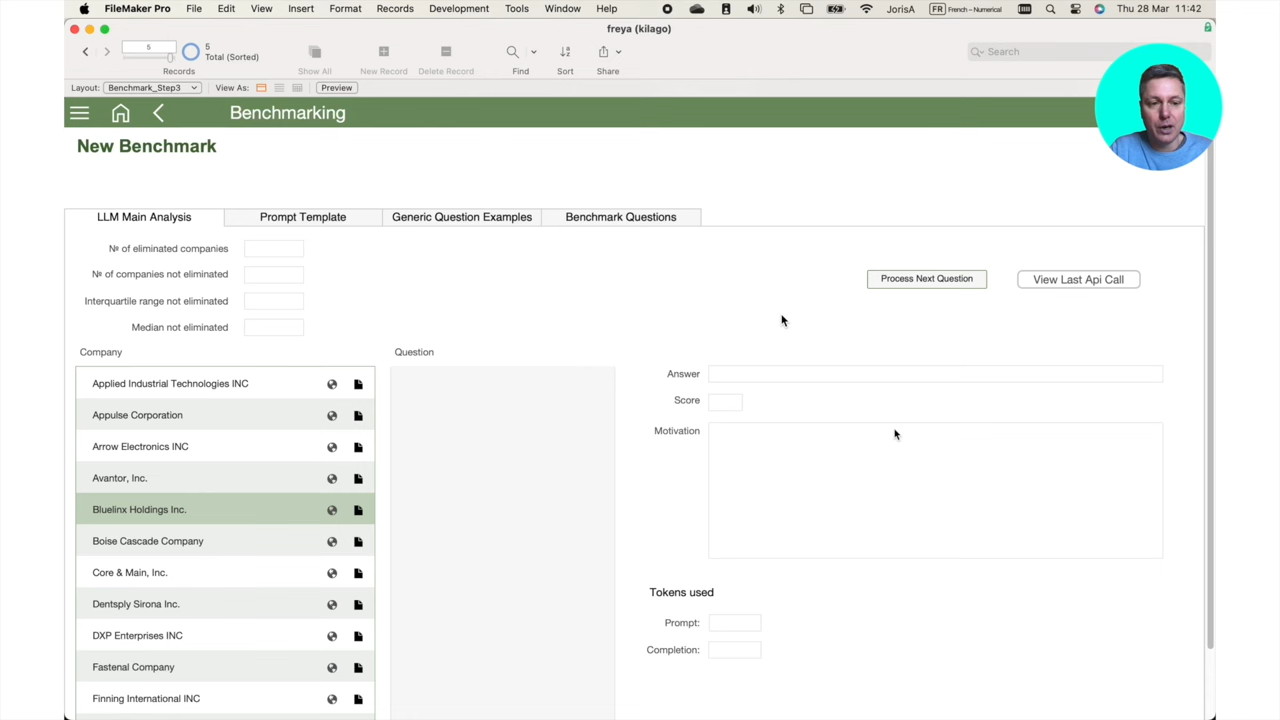 FileMaker Pro File Edit View Insert Format Records Development Tools Window Help JorisA FR French – Numerical Thu 28 Mar 11:42
freya (kilago)
5 5 Total (Sorted)
Records Show All New Record Delete Record Find Sort Share Search
Layout: Benchmark_Step3 View As: Preview
Benchmarking
New Benchmark
LLM Main Analysis Prompt Template Generic Question Examples Benchmark Questions
№ of eliminated companies
№ of companies not eliminated
Process Next Question View Last Api Call
Interquartile range not eliminated
Median not eliminated
Company Question
Applied Industrial Technologies INC
Appulse Corporation
Arrow Electronics INC
Avantor, Inc.
Bluelinx Holdings Inc.
Boise Cascade Company
Core & Main, Inc.
Dentsply Sirona Inc.
DXP Enterprises INC
Fastenal Company
Finning International INC
Answer
Score
Motivation
Tokens used
Prompt:
Completion: